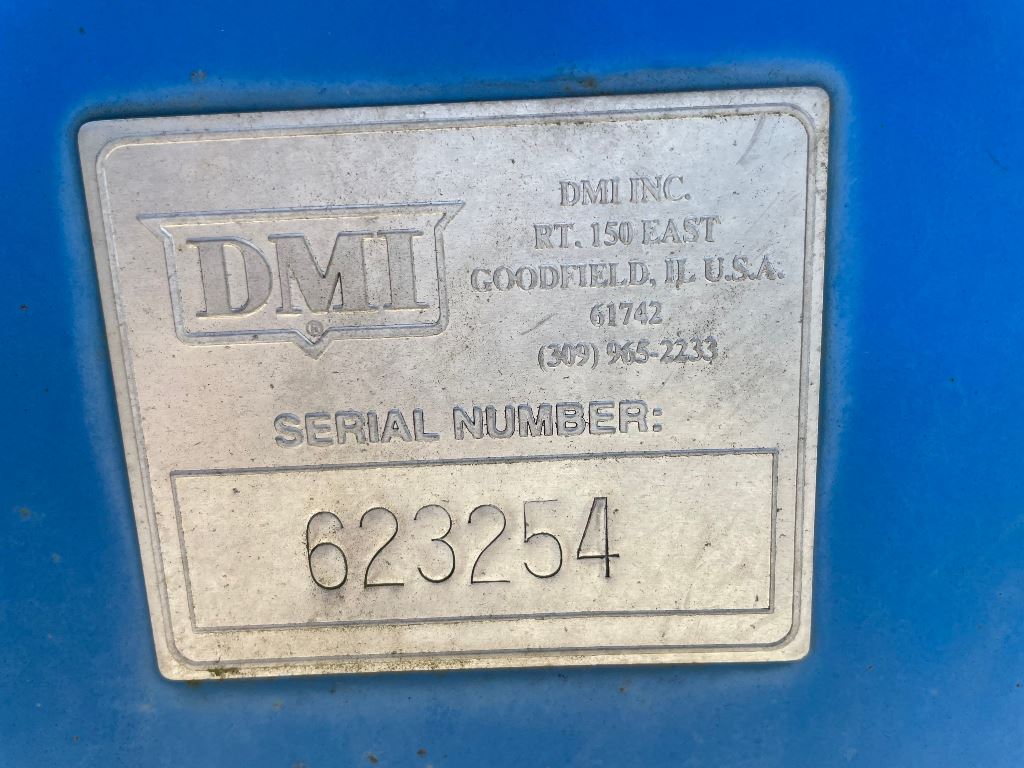 DMI
®
DMI INC.
RT. 150 EAST
GOODFIELD, IL U.S.A.
61742
(309) 965-2233
SERIAL NUMBER:
623254